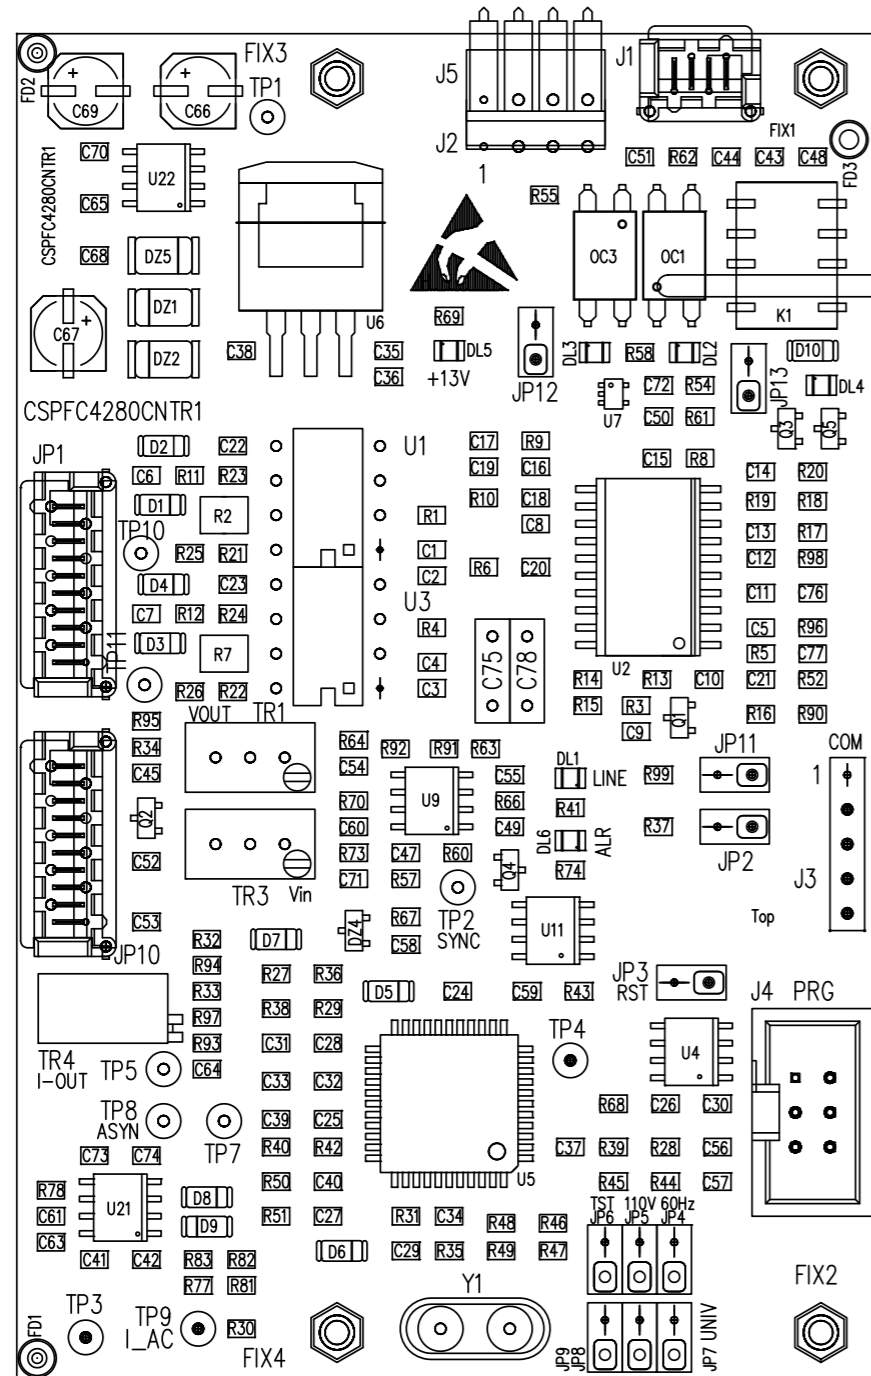 FIX3
J5
J1
FD2
C69
C66
TP1
J2
FIX1
C70
1
C51 R62 C44 C43 C48
FD3
U22
CSPFC4280CNTR1
R55
C65
C68
DZ5
OC3
OC1
DZ1
R69
U6
K1
C67
DZ2
C38
C35
DL5
DL3
R58
DL2
D10
C36
+13V
JP12
JP13
DL4
CSPFC4280CNTR1
U7
C72 R54
C50 R61
Q3
Q5
JP1
D2
C22
U1
C17 R9
C15 R8
C6 R11 R23
C19 C16
C14 R20
D1
R10 C18
R19 R18
TP10
R2
R1
C8
C13 R17
R25 R21
C1
C12 R98
D4
C23
C2
R6 C20
C11 C76
C7 R12 R24
U3
R4
C5 R96
TP11
D3
R7
C4
C75 C78
U2
R5 C77
R26 R22
C3
R14 R13 C10
C21 R52
R95
VOUT TR1
R15 R3
Q1
R16 R90
R34
R64
R92 R91 R63
C9
JP11
COM
C45
C54
C55
DL1
LINE
R99
1
Q2
R70
U9
R66
R41
C60
C49
DL6
ALR
R37
C52
R73
C47 R60
Q4
R74
JP2
TR3 Vin
C71
R57
J3
C53
TP2
SYNC
R67
DZ4
U11
Top
JP10
R32
D7
C58
R94
R27 R36
JP3
RST
R33
D5
C24 C59 R43
J4 PRG
R97
R38 R29
R93
C31 C28
TP4
U4
TR4
I-OUT
TP5
C64
C33 C32
TP8
ASYN
TP7
C39 C25
R68 C26 C30
C73 C74
R40 R42
C37 R39 R28 C56
R78
R50 C40
U5
R45 R44 C57
U21
D8
C61
R51 C27
R31 C34
R48 R46
TST 110V 60Hz
JP6 JP5 JP4
D9
C63
C41 C42
R83 R82
D6
C29 R35
R49 R47
R77 R81
Y1
FIX2
TP3
TP9
I_AC
R30
FD1
FIX4
JP9
JP8
JP7 UNIV